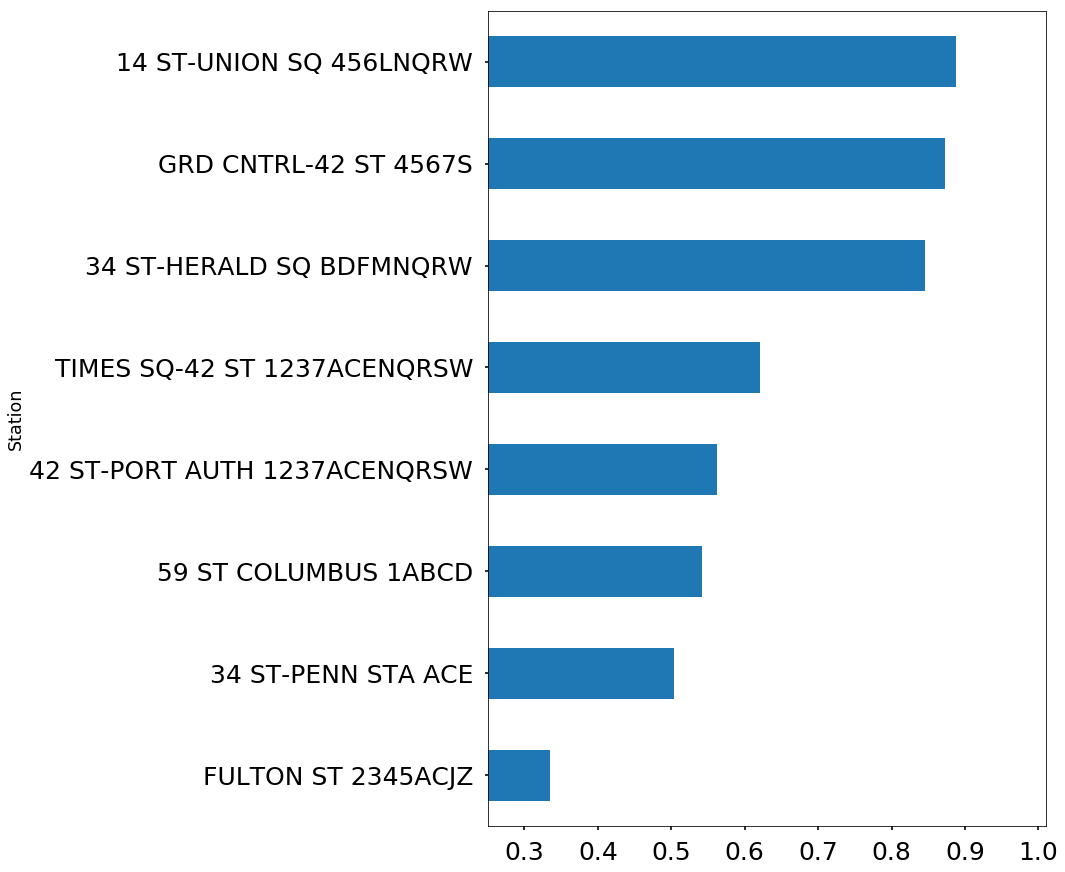 14 ST-UNION SQ 456LNQRW
GRD CNTRL-42 ST 4567S
34 ST-HERALD SQ BDFMNQRW
TIMES SQ-42 ST 1237ACENQRSW
Station
42 ST-PORT AUTH 1237ACENQRSW
59 ST COLUMBUS 1ABCD
34 ST-PENN STA ACE
FULTON ST 2345ACJZ
0.3 0.4 0.5 0.6 0.7 0.8 0.9 1.0